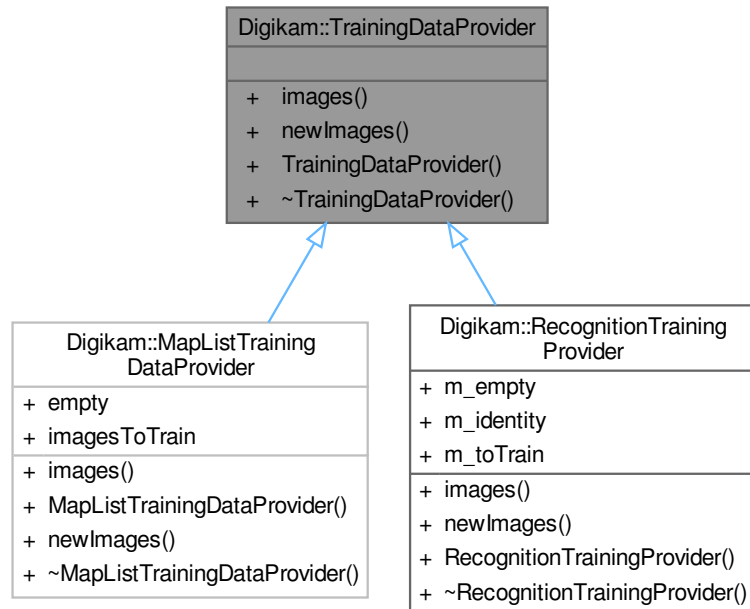 Digikam::TrainingDataProvider
+ images()
+ newImages()
+ TrainingDataProvider()
+ ~TrainingDataProvider()
Digikam::MapListTraining
DataProvider
+ empty
+ imagesToTrain
+ images()
+ MapListTrainingDataProvider()
+ newImages()
+ ~MapListTrainingDataProvider()
Digikam::RecognitionTraining
Provider
+ m_empty
+ m_identity
+ m_toTrain
+ images()
+ newImages()
+ RecognitionTrainingProvider()
+ ~RecognitionTrainingProvider()